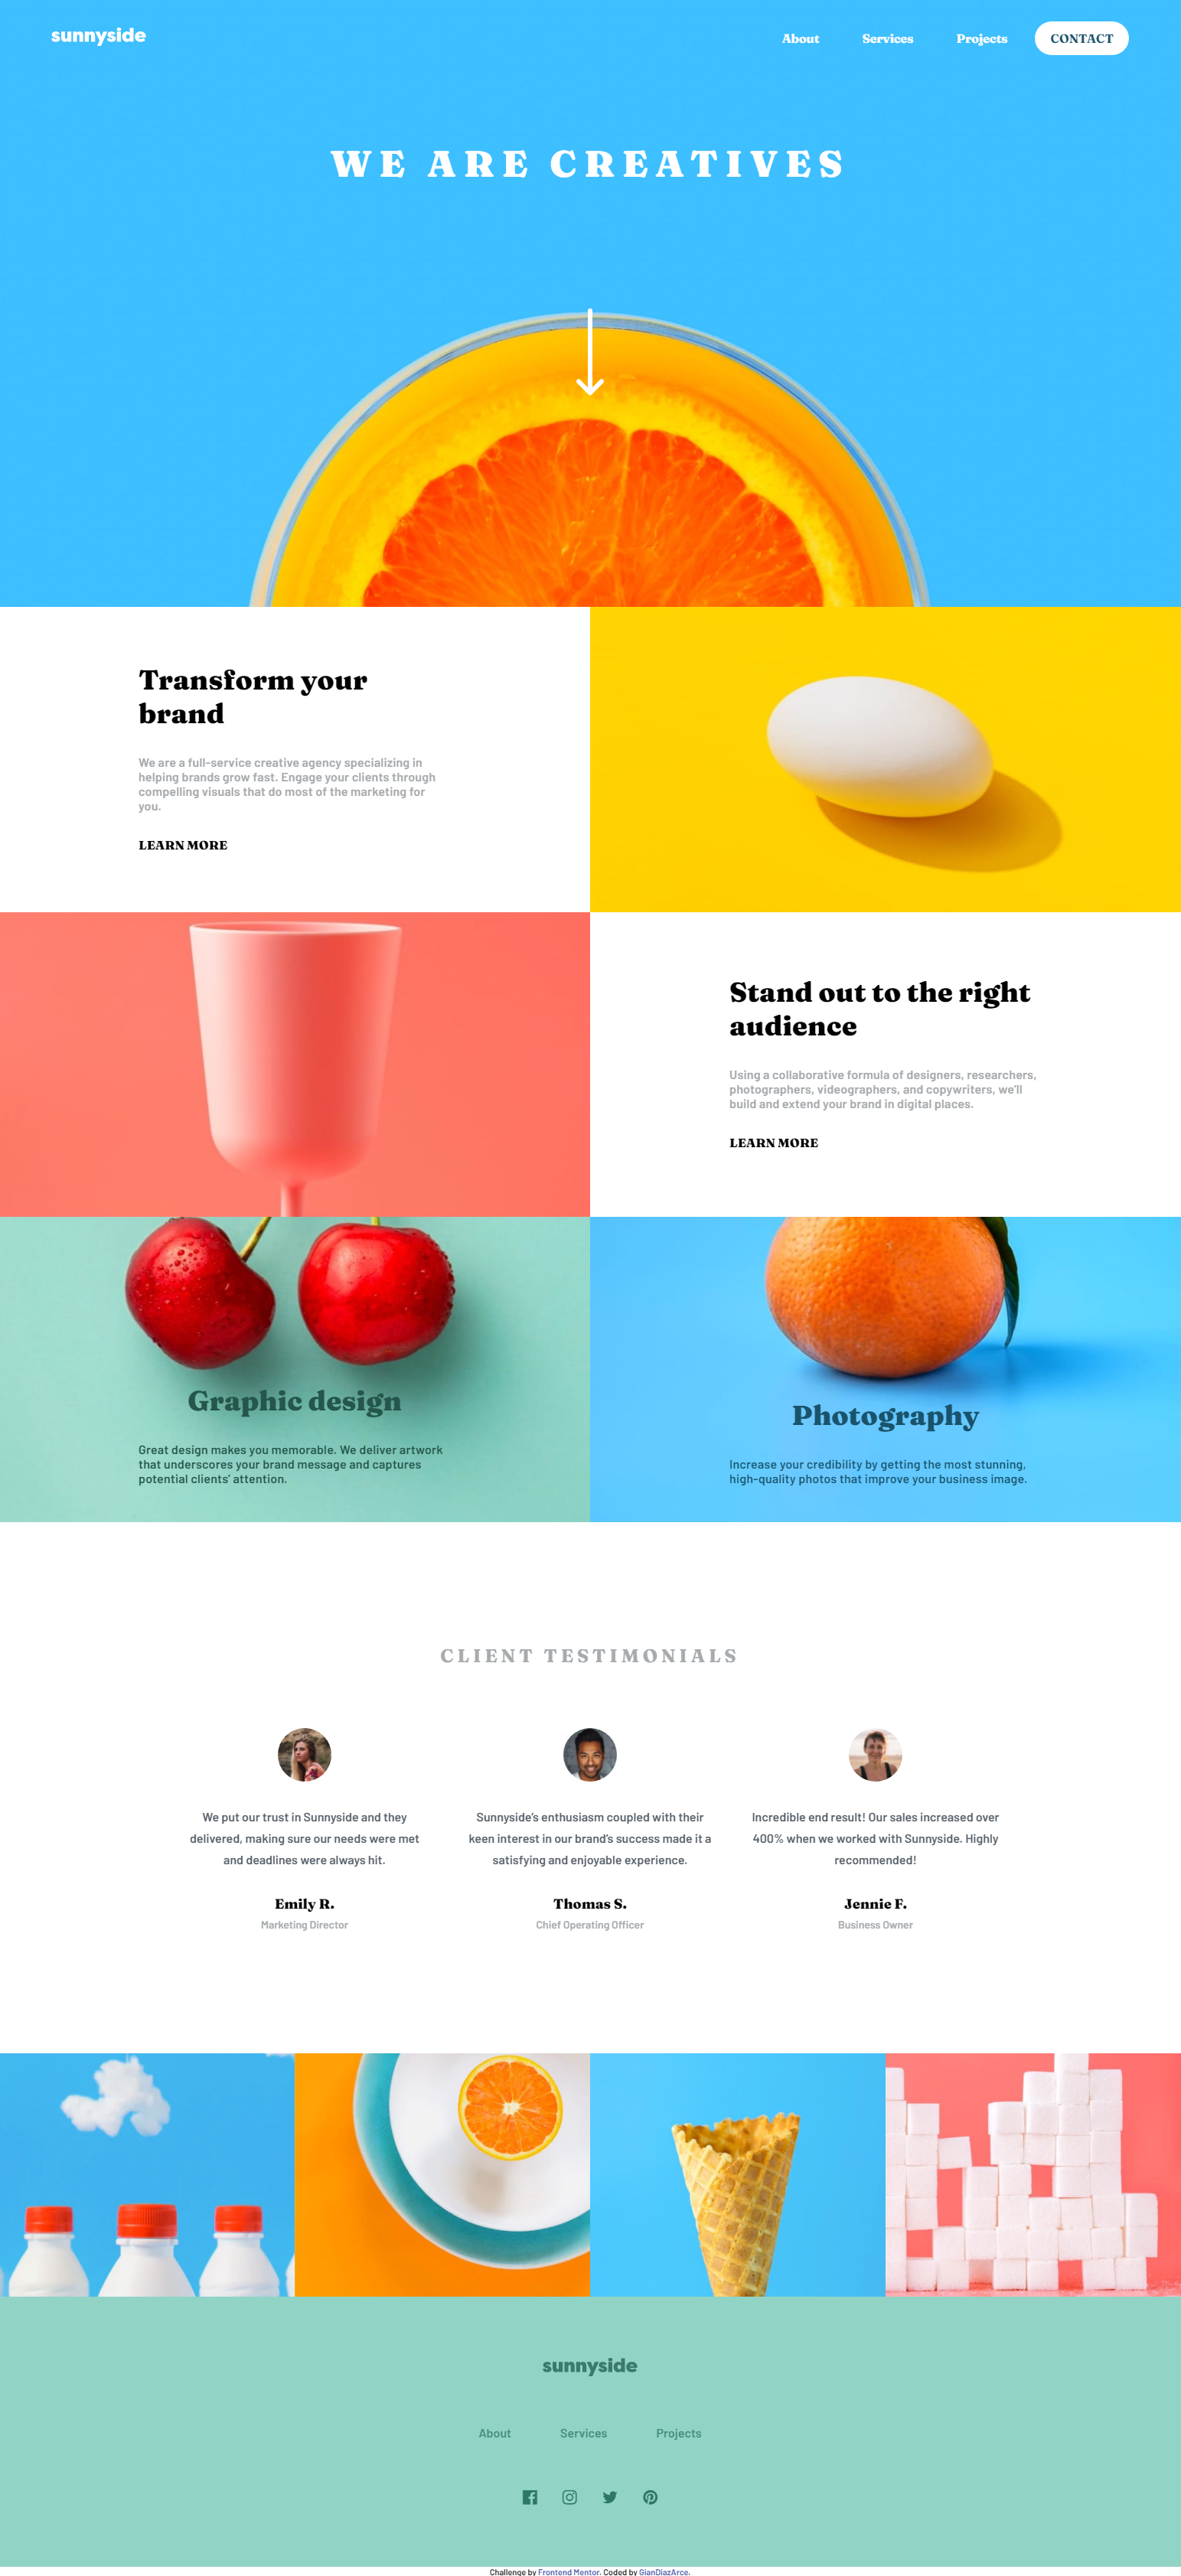 sunnyside
About Services Projects CONTACT
WE ARE CREATIVES
Transform your
brand
We are a full-service creative agency specializing in
helping brands grow fast. Engage your clients through
compelling visuals that do most of the marketing for
you.
LEARN MORE
Stand out to the right
audience
Using a collaborative formula of designers, researchers,
photographers, videographers, and copywriters, we'll
build and extend your brand in digital places.
LEARN MORE
Graphic design
Great design makes you memorable. We deliver artwork
that underscores your brand message and captures
potential clients’ attention.
Photography
Increase your credibility by getting the most stunning,
high-quality photos that improve your business image.
CLIENT TESTIMONIALS
We put our trust in Sunnyside and they
delivered, making sure our needs were met
and deadlines were always hit.
Emily R.
Marketing Director
Sunnyside’s enthusiasm coupled with their
keen interest in our brand’s success made it a
satisfying and enjoyable experience.
Thomas S.
Chief Operating Officer
Incredible end result! Our sales increased over
400% when we worked with Sunnyside. Highly
recommended!
Jennie F.
Business Owner
sunnyside
About Services Projects
Challenge by Frontend Mentor. Coded by GianDiazArce.